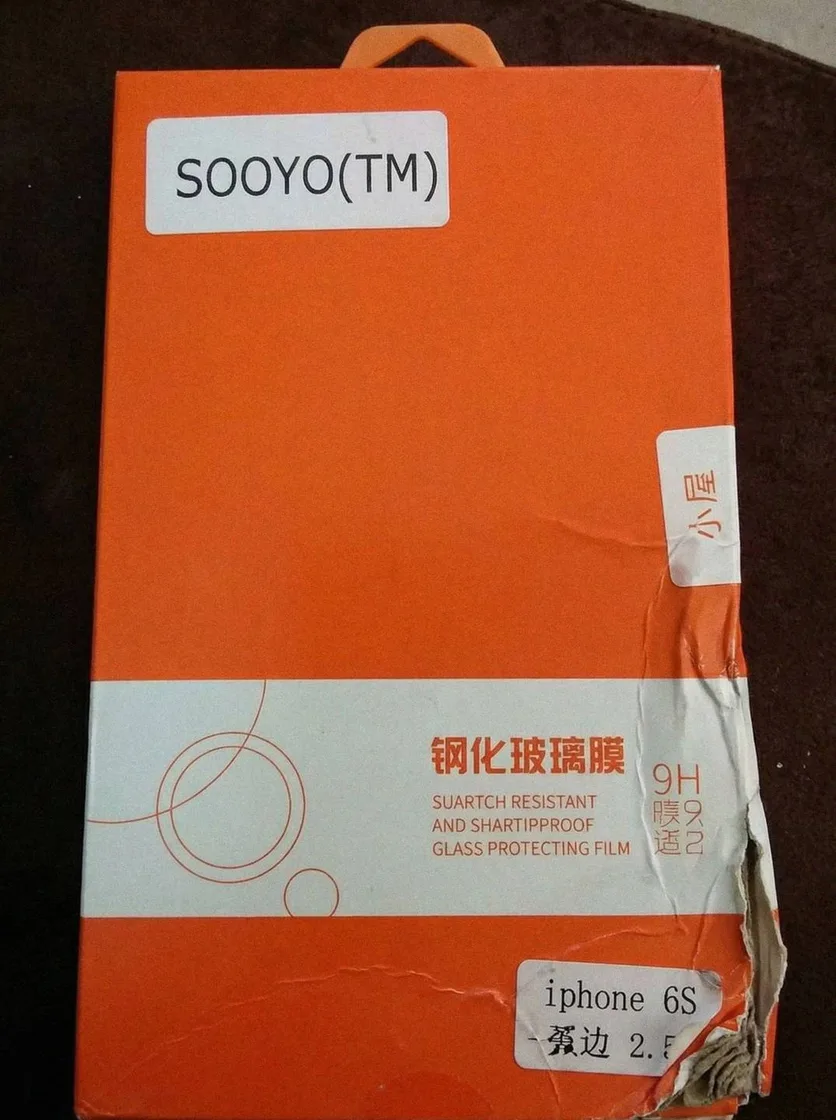 SOOYO(TM)
小屋
钢化玻璃膜
SUARTCH RESISTANT
AND SHARTIPPROOF
GLASS PROTECTING FILM
9H
iphone 6S
边 2.5